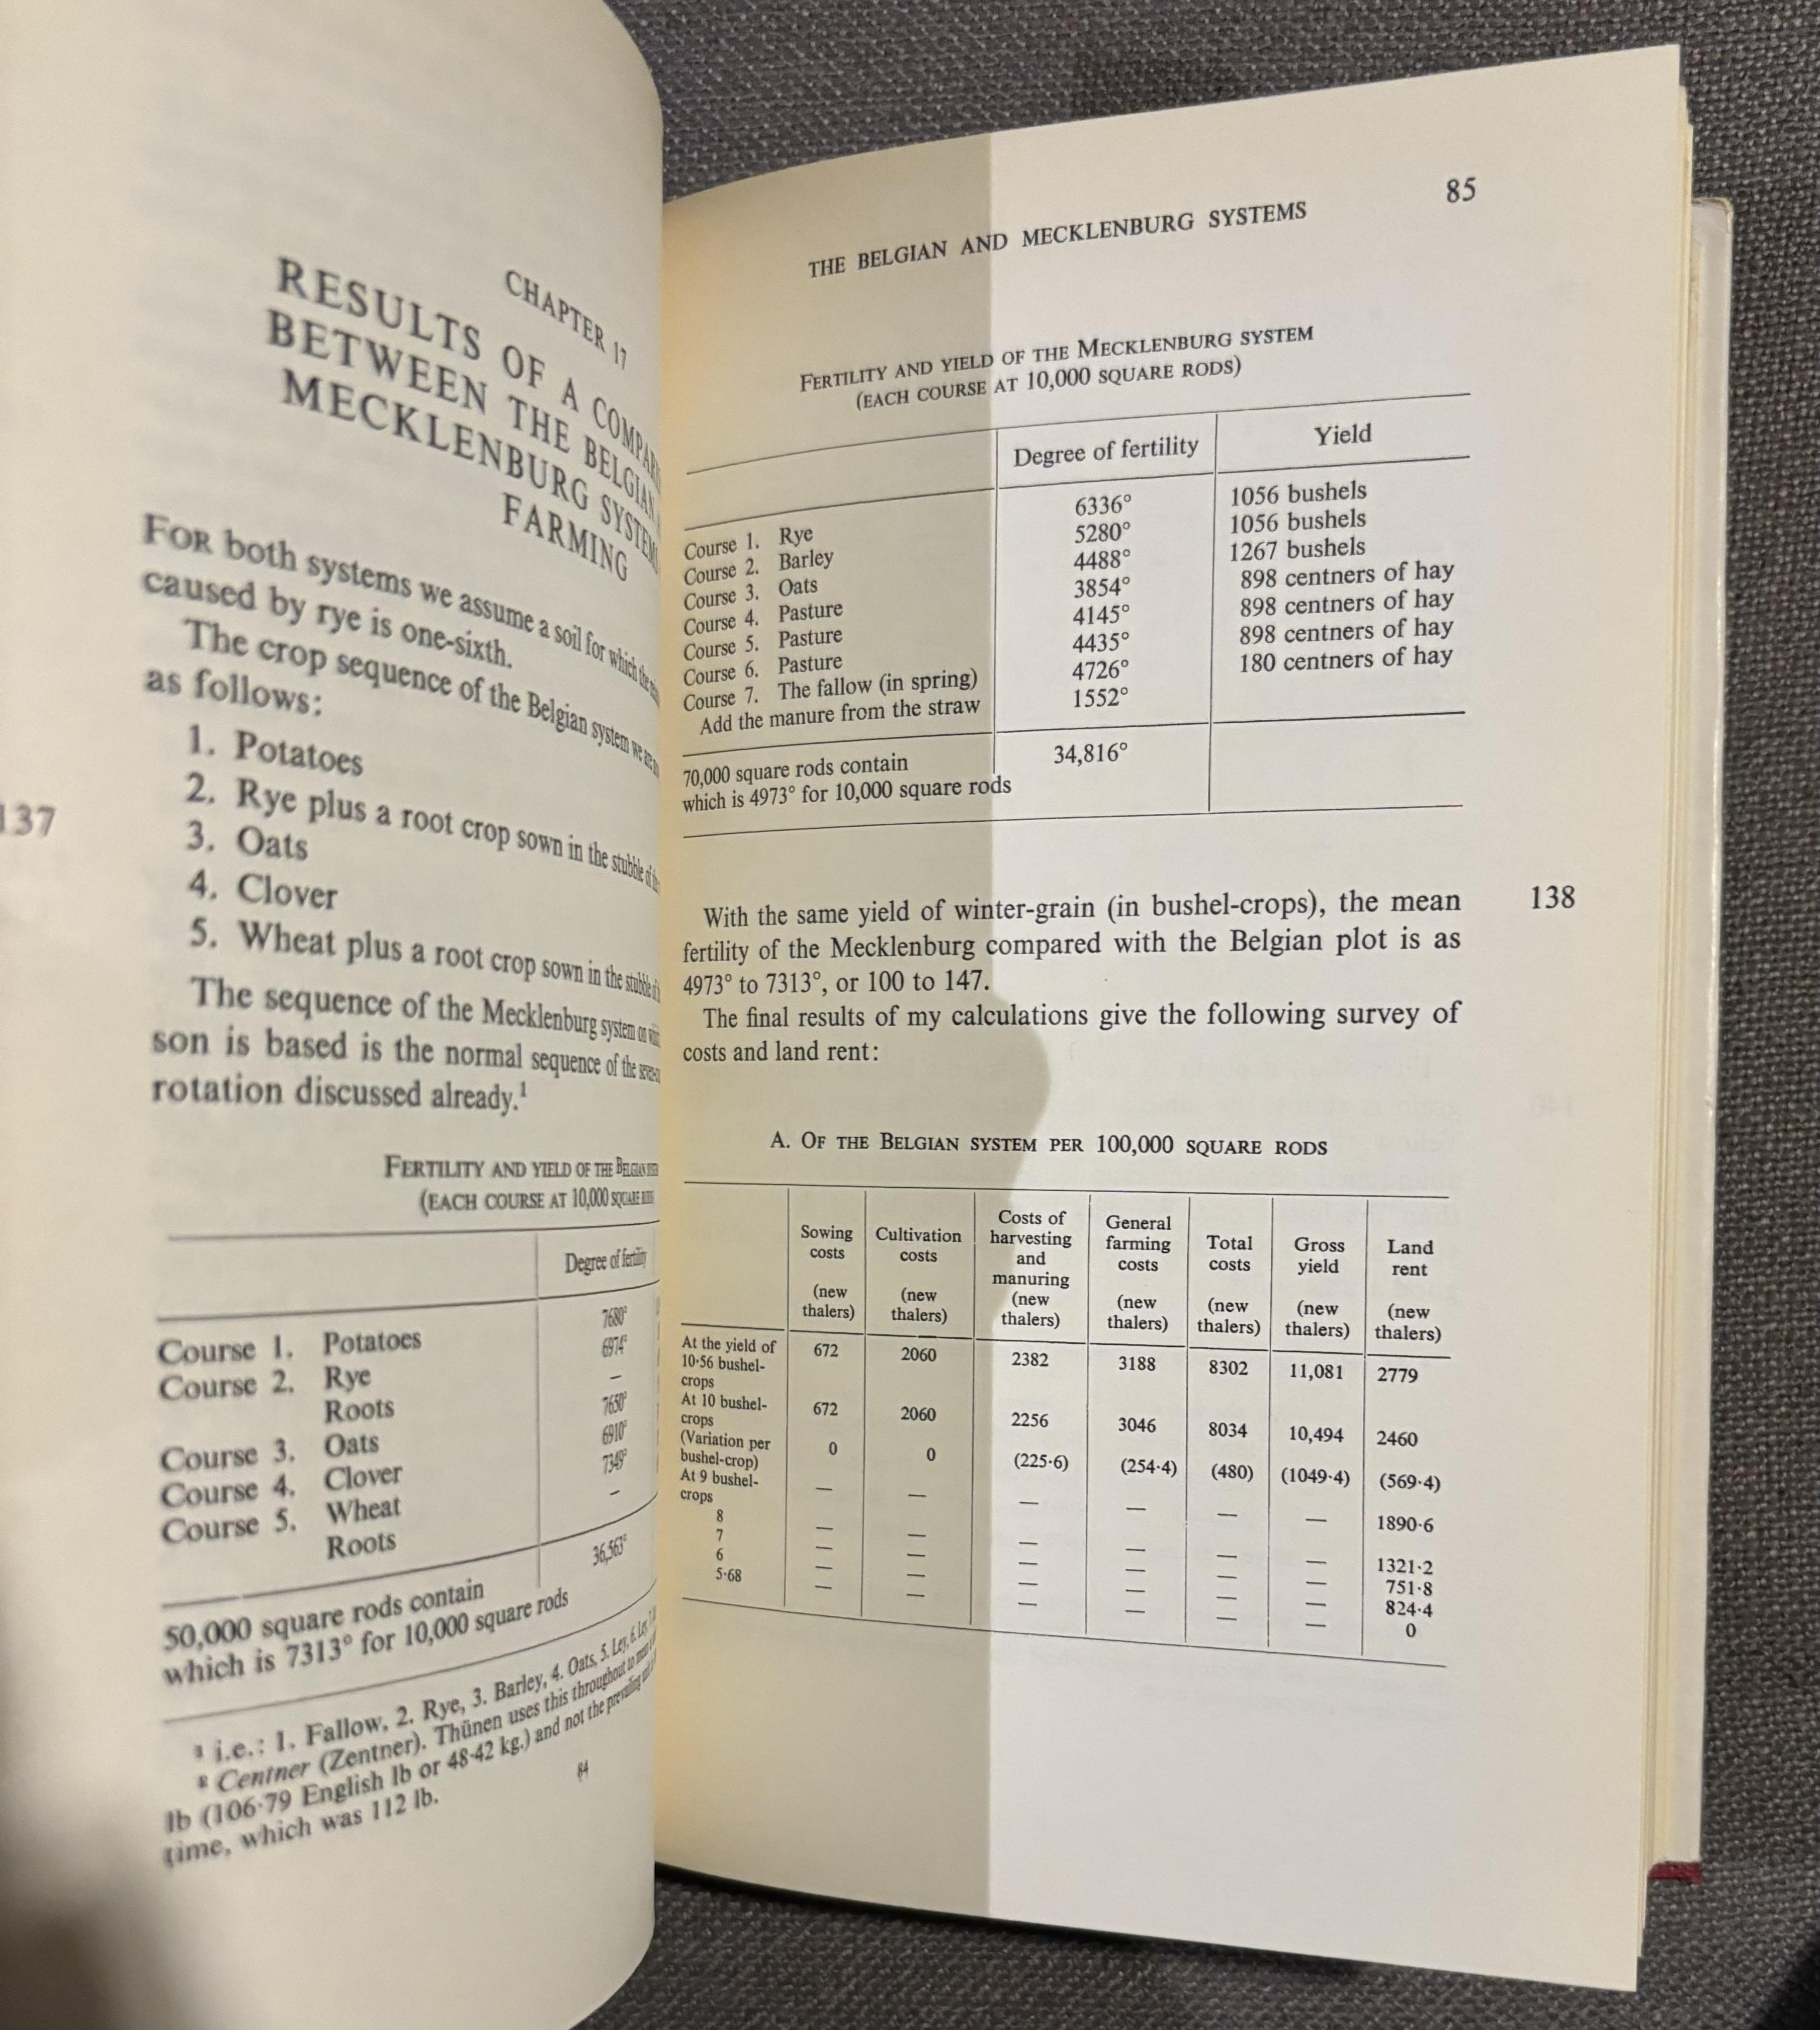 CHAPTER 17
RESULTS OF A
BETWEEN THE BELGIAN
MECKLENBURG SYSTEMS
FARMING
FOR both systems we assume a soil for which the
caused by rye is one-sixth.
The crop sequence of the Belgian system we
as follows:
1. Potatoes
2. Rye plus a root crop sown in the stubble of
3. Oats
4. Clover
5. Wheat plus a root crop sown in the stubble
The sequence of the Mecklenburg system on
son is based is the normal sequence of the
rotation discussed already.¹
137
FERTILITY AND YIELD OF THE BELGIAN
(EACH COURSE AT 10,000 SQUARE
Degree of fertility
Course 1. Potatoes 7680°
Course 2. Rye 6974°
Roots —
Course 3. Oats 7650°
Course 4. Clover 6910°
Course 5. Wheat 7349°
Roots —
50,000 square rods contain 36,563°
which is 7313° for 10,000 square rods
¹ i.e.: 1. Fallow, 2. Rye, 3. Barley, 4. Oats, 5. Ley, 6. Ley,
² Centner (Zentner). Thünen uses this throughout to
lb (106·79 English lb or 48·42 kg.) and not the prevailing
time, which was 112 lb.
84
THE BELGIAN AND MECKLENBURG SYSTEMS 85
FERTILITY AND YIELD OF THE MECKLENBURG SYSTEM
(EACH COURSE AT 10,000 SQUARE RODS)
Degree of fertility Yield
Course 1. Rye 6336° 1056 bushels
Course 2. Barley 5280° 1056 bushels
Course 3. Oats 4488° 1267 bushels
Course 4. Pasture 3854° 898 centners of hay
Course 5. Pasture 4145° 898 centners of hay
Course 6. Pasture 4435° 898 centners of hay
Course 7. The fallow (in spring) 4726° 180 centners of hay
Add the manure from the straw 1552°
70,000 square rods contain 34,816°
which is 4973° for 10,000 square rods
With the same yield of winter-grain (in bushel-crops), the mean 138
fertility of the Mecklenburg compared with the Belgian plot is as
4973° to 7313°, or 100 to 147.
The final results of my calculations give the following survey of
costs and land rent:
A. OF THE BELGIAN SYSTEM PER 100,000 SQUARE RODS
Sowing costs (new thalers) Cultivation costs (new thalers) Costs of harvesting and manuring (new thalers) General farming costs (new thalers) Total costs (new thalers) Gross yield (new thalers) Land rent (new thalers)
At the yield of
10·56 bushel-
crops 672 2060 2382 3188 8302 11,081 2779
At 10 bushel-
crops 672 2060 2256 3046 8034 10,494 2460
(Variation per
bushel-crop) 0 0 (225·6) (254·4) (480) (1049·4) (569·4)
At 9 bushel-
crops — — — — — — 1890·6
8 — — — — — — 1321·2
7 — — — — — — 751·8
6 — — — — — — 824·4
5·68 — — — — — — 0